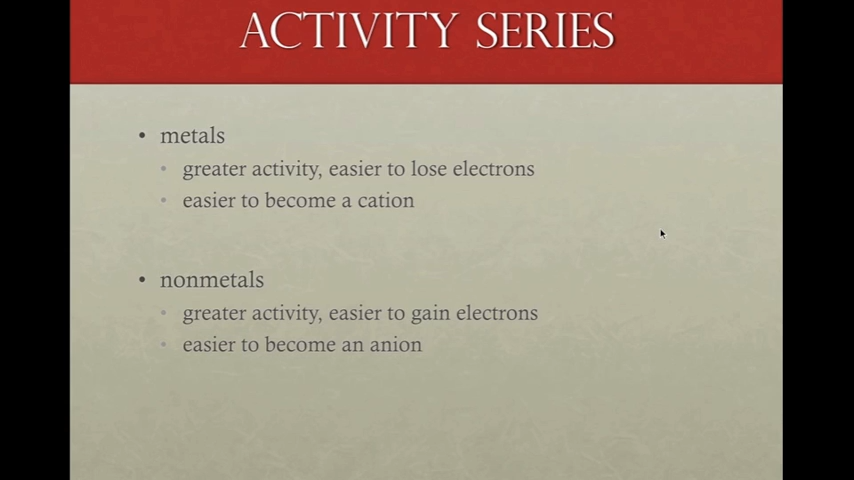 ACTIVITY SERIES
• metals
• greater activity, easier to lose electrons
• easier to become a cation
• nonmetals
• greater activity, easier to gain electrons
• easier to become an anion